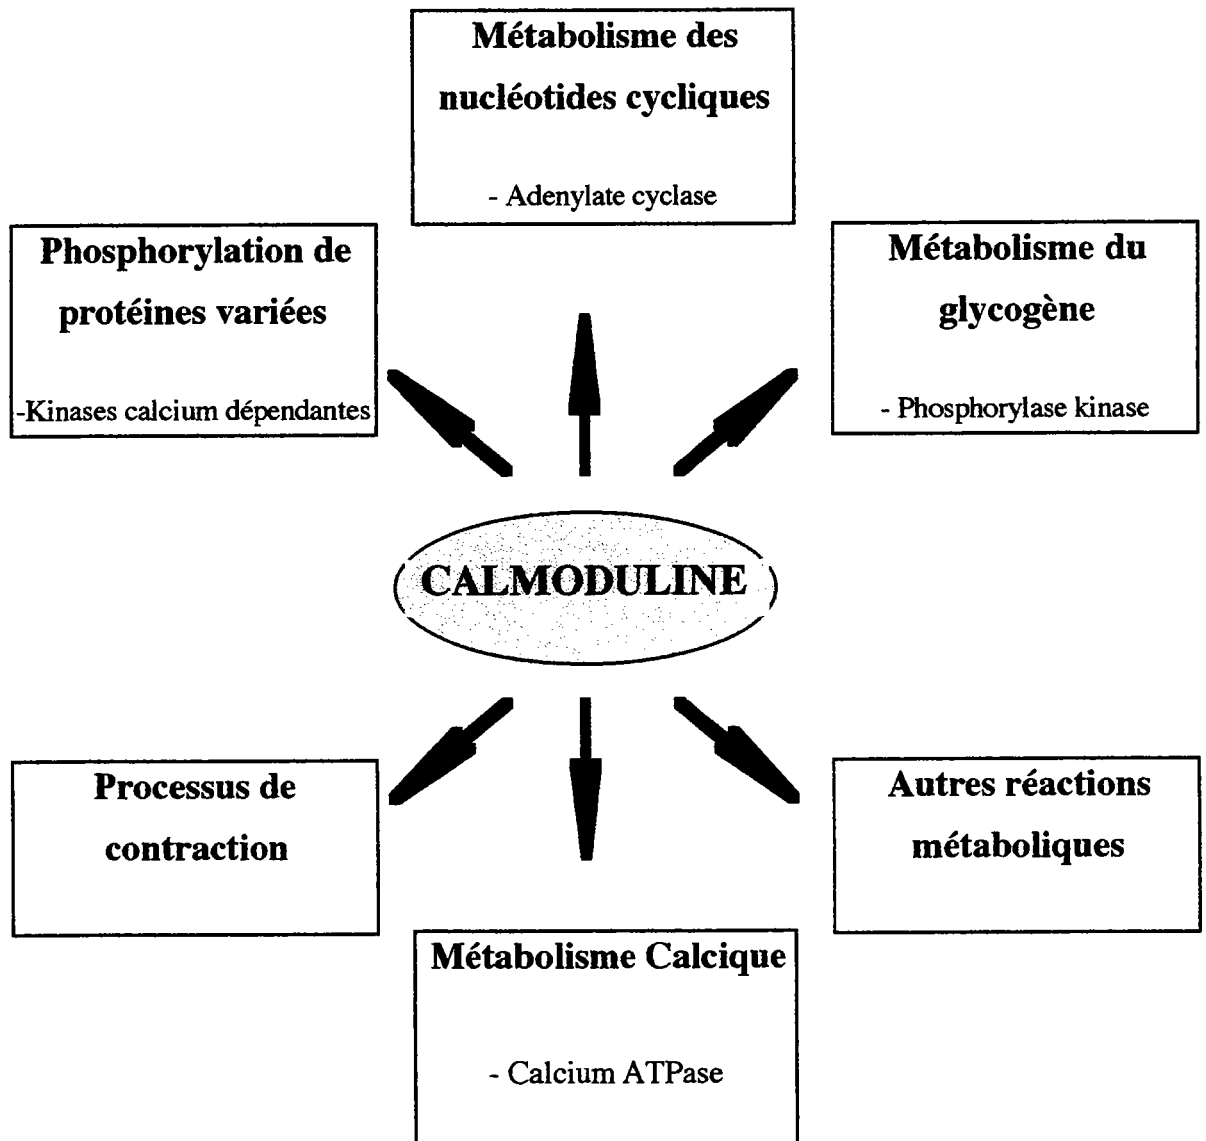 Métabolisme des
nucléotides cycliques
- Adenylate cyclase
Phosphorylation de
protéines variées
-Kinases calcium dépendantes
Métabolisme du
glycogène
- Phosphorylase kinase
CALMODULINE
Processus de
contraction
Autres réactions
métaboliques
Métabolisme Calcique
- Calcium ATPase